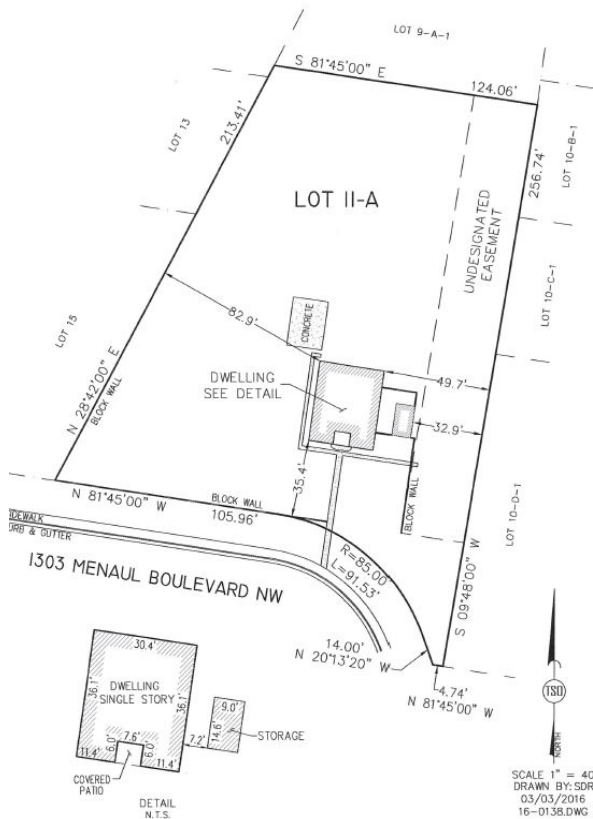 LOT 9-A-1
S 81°45'00" E
124.06'
LOT 13
213.41'
LOT 10-B-1
256.74'
LOT 11-A
UNDESIGNATED
EASEMENT
LOT 10-C-1
LOT 15
82.9'
CONCRETE
N 28°42'00" E
BLOCK WALL
DWELLING
SEE DETAIL
49.7'
32.9'
35.4'
N 81°45'00" W
BLOCK WALL
105.96'
LOT 10-D-1
S 09°48'00" W
IDEWALK
URB & GUTTER
R=85.00'
L=91.53'
1303 MENAUL BOULEVARD NW
14.00'
N 20°13'20" W
4.74'
N 81°45'00" W
30.4'
36.1'
DWELLING
SINGLE STORY
36.1'
9.0'
14.6'
7.2'
STORAGE
7.6'
6.0'
6.0'
11.4'
11.4'
COVERED
PATIO
DETAIL
N.T.S.
TSO
NORTH
SCALE 1" = 40
DRAWN BY: SDR
03/03/2016
16-0138.DWG